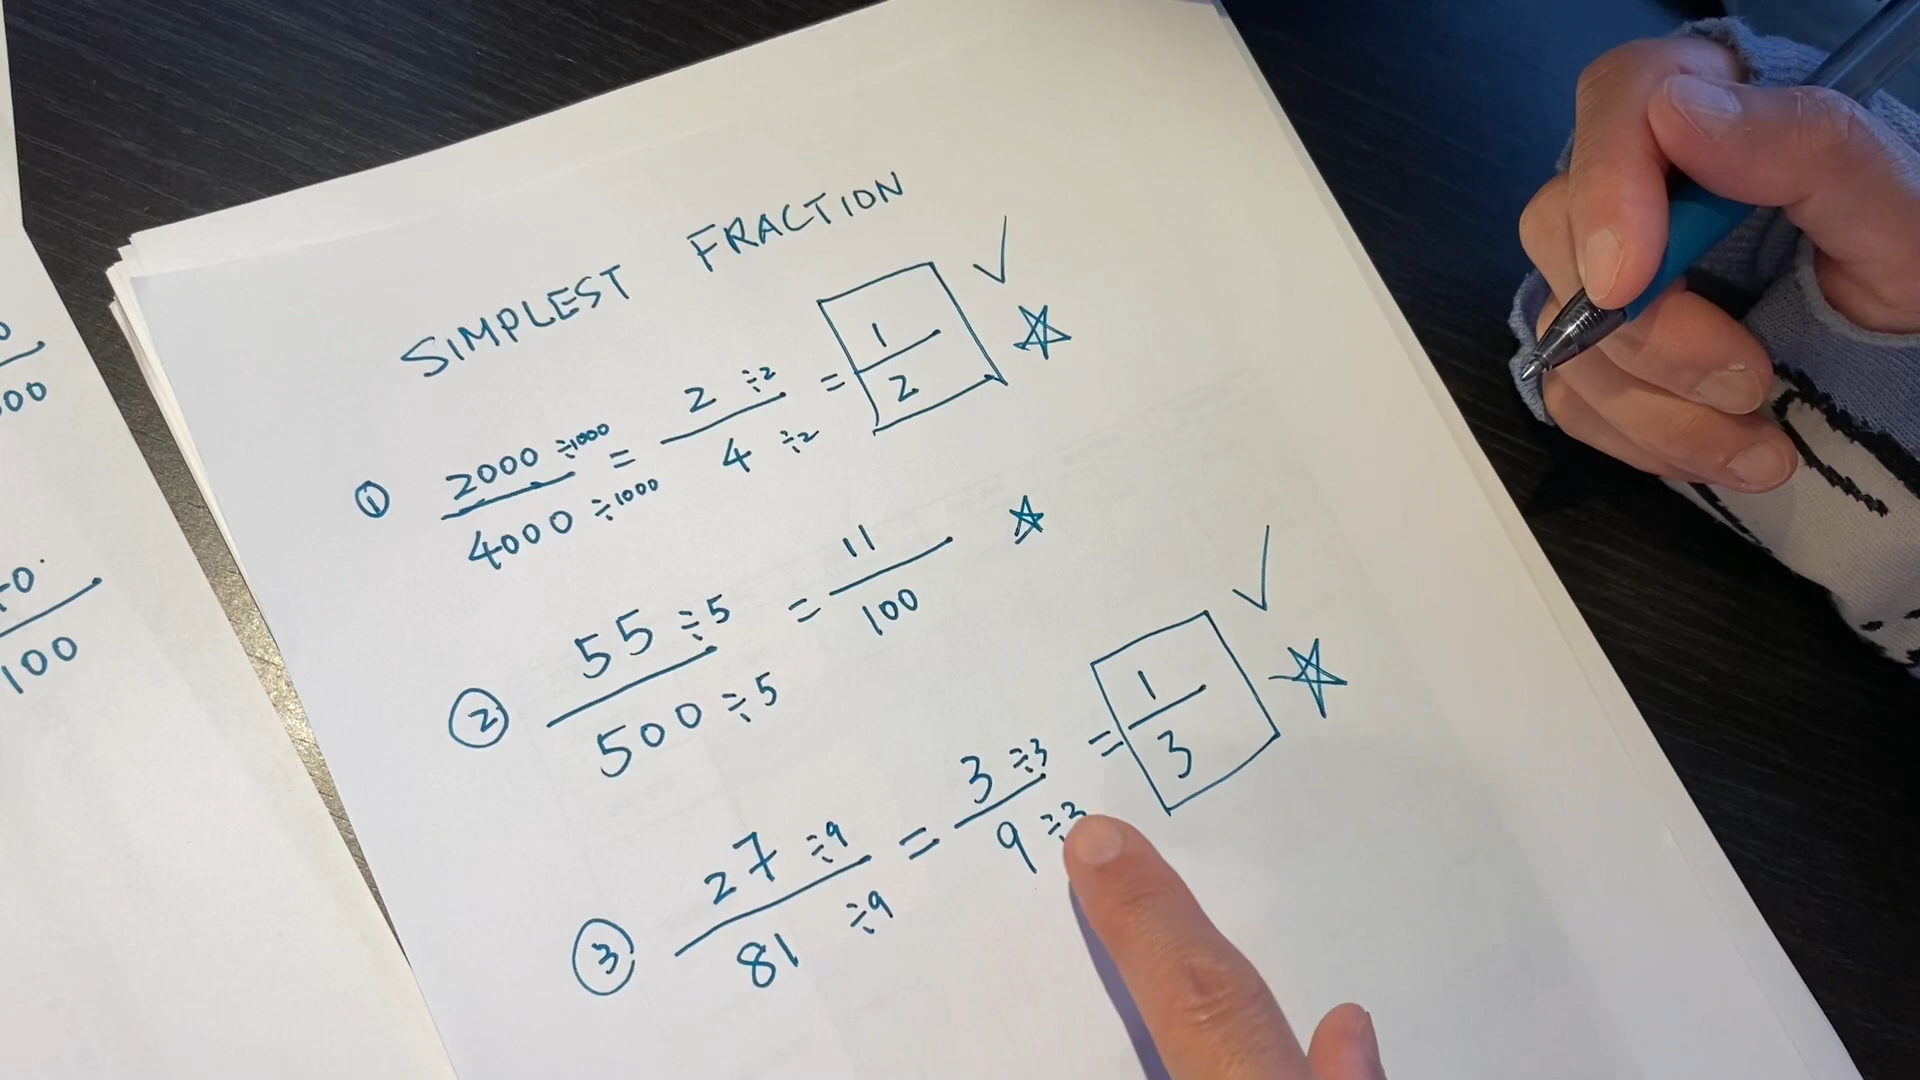 SIMPLEST FRACTION
① 2000 ÷1000 / 4000 ÷1000 = 2 ÷2 / 4 ÷2 = 1 / 2 ✓ ☆
② 55 ÷5 / 500 ÷5 = 11 / 100 ☆
③ 27 ÷9 / 81 ÷9 = 3 ÷3 / 9 ÷3 = 1 / 3 ✓ ☆
100